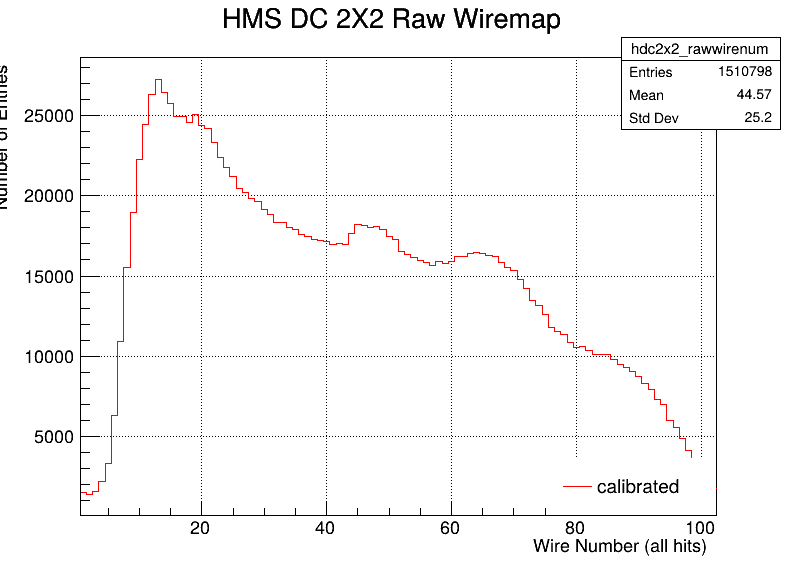 HMS DC 2X2 Raw Wiremap
hdc2x2_rawwirenum
Entries 1510798
Mean 44.57
Std Dev 25.2
Number of Entries
25000
20000
15000
10000
5000
calibrated
20 40 60 80 100
Wire Number (all hits)